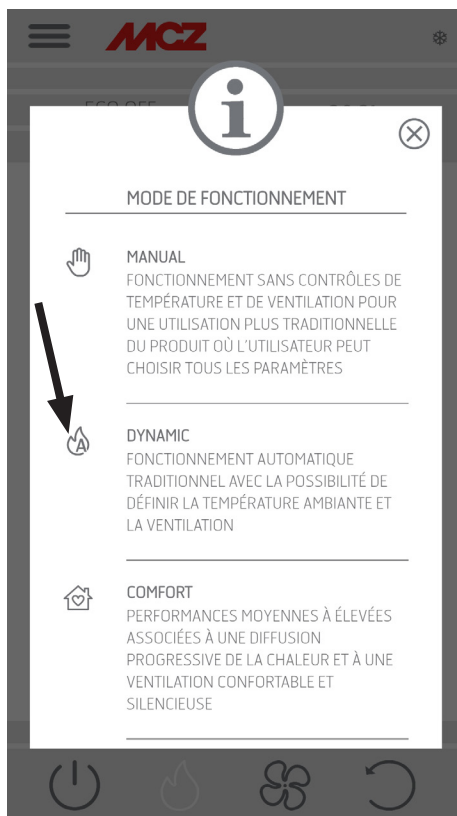 MCZ
ECO OFF
i
MODE DE FONCTIONNEMENT
MANUAL
FONCTIONNEMENT SANS CONTRÔLES DE
TEMPÉRATURE ET DE VENTILATION POUR
UNE UTILISATION PLUS TRADITIONNELLE
DU PRODUIT OÙ L'UTILISATEUR PEUT
CHOISIR TOUS LES PARAMÈTRES
A
DYNAMIC
FONCTIONNEMENT AUTOMATIQUE
TRADITIONNEL AVEC LA POSSIBILITÉ DE
DÉFINIR LA TEMPÉRATURE AMBIANTE ET
LA VENTILATION
COMFORT
PERFORMANCES MOYENNES À ÉLEVÉES
ASSOCIÉES À UNE DIFFUSION
PROGRESSIVE DE LA CHALEUR ET À UNE
VENTILATION CONFORTABLE ET
SILENCIEUSE